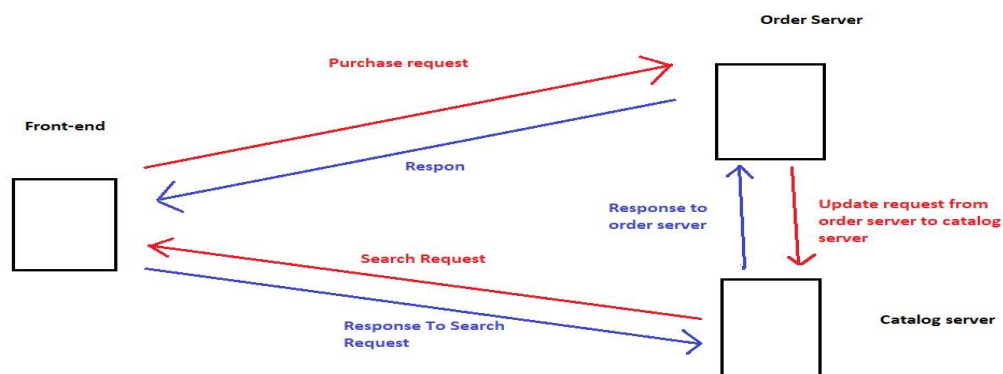 Order Server
Purchase request
Front-end
Respon
Response to
order server
Update request from
order server to catalog
server
Search Request
Response To Search
Request
Catalog server